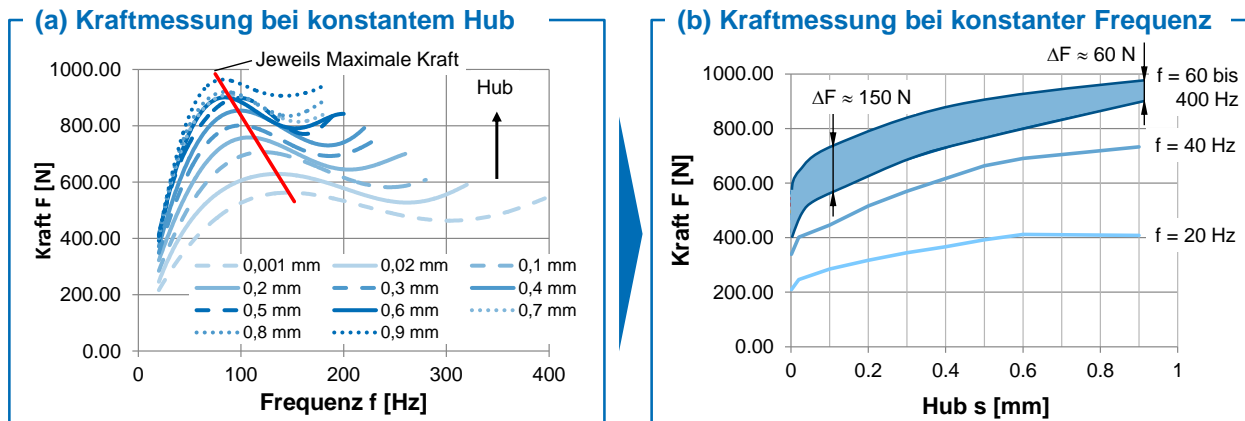 (a) Kraftmessung bei konstantem Hub
Jeweils Maximale Kraft
Hub
Kraft F [N]
1000.00
800.00
600.00
400.00
200.00
0.00
0,001 mm
0,02 mm
0,1 mm
0,2 mm
0,3 mm
0,4 mm
0,5 mm
0,6 mm
0,7 mm
0,8 mm
0,9 mm
0
100
200
300
400
Frequenz f [Hz]
(b) Kraftmessung bei konstanter Frequenz
ΔF ≈ 60 N
ΔF ≈ 150 N
f = 60 bis
400 Hz
f = 40 Hz
f = 20 Hz
Kraft F [N]
1000.00
800.00
600.00
400.00
200.00
0.00
0
0.2
0.4
0.6
0.8
1
Hub s [mm]